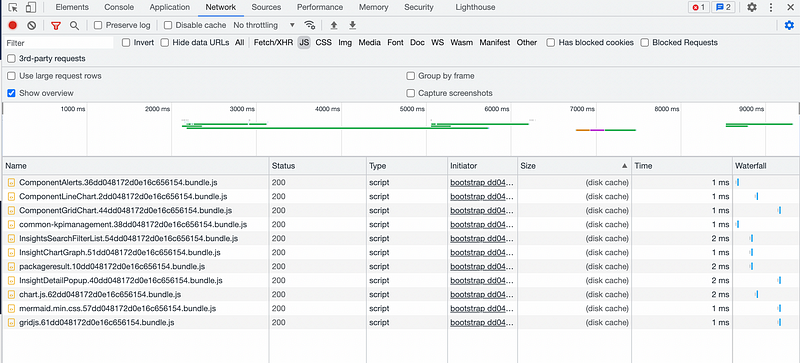 Elements Console Sources Network Performance Memory Security Lighthouse 1 2
Preserve log Disable cache No throttling
Filter Invert Hide data URLs All Fetch/XHR JS CSS Img Media Font Doc WS Wasm Manifest Other Has blocked cookies Blocked Requests
3rd-party requests
Use large request rows Group by frame
Show overview Capture screenshots
1000 ms 2000 ms 3000 ms 4000 ms 5000 ms 6000 ms 7000 ms 8000 ms 9000 ms
Name Status Type Initiator Size Time Waterfall
ComponentAlerts.36dd048172d0e16c656154.bundle.js 200 script bootstrap dd04... (disk cache) 1 ms
ComponentLineChart.2dd048172d0e16c656154.bundle.js 200 script bootstrap dd04... (disk cache) 1 ms
ComponentGridChart.44dd048172d0e16c656154.bundle.js 200 script bootstrap dd04... (disk cache) 1 ms
common-kpimanagement.38dd048172d0e16c656154.bundle.js 200 script bootstrap dd04... (disk cache) 1 ms
InsightsSearchFilterList.54dd048172d0e16c656154.bundle.js 200 script bootstrap dd04... (disk cache) 2 ms
InsightChartGraph.51dd048172d0e16c656154.bundle.js 200 script bootstrap dd04... (disk cache) 1 ms
packageresult.10dd048172d0e16c656154.bundle.js 200 script bootstrap dd04... (disk cache) 2 ms
InsightDetailPopup.40dd048172d0e16c656154.bundle.js 200 script bootstrap dd04... (disk cache) 2 ms
chart.js.62dd048172d0e16c656154.bundle.js 200 script bootstrap dd04... (disk cache) 2 ms
mermaid.min.css.57dd048172d0e16c656154.bundle.js 200 script bootstrap dd04... (disk cache) 1 ms
gridjs.61dd048172d0e16c656154.bundle.js 200 script bootstrap dd04... (disk cache) 1 ms